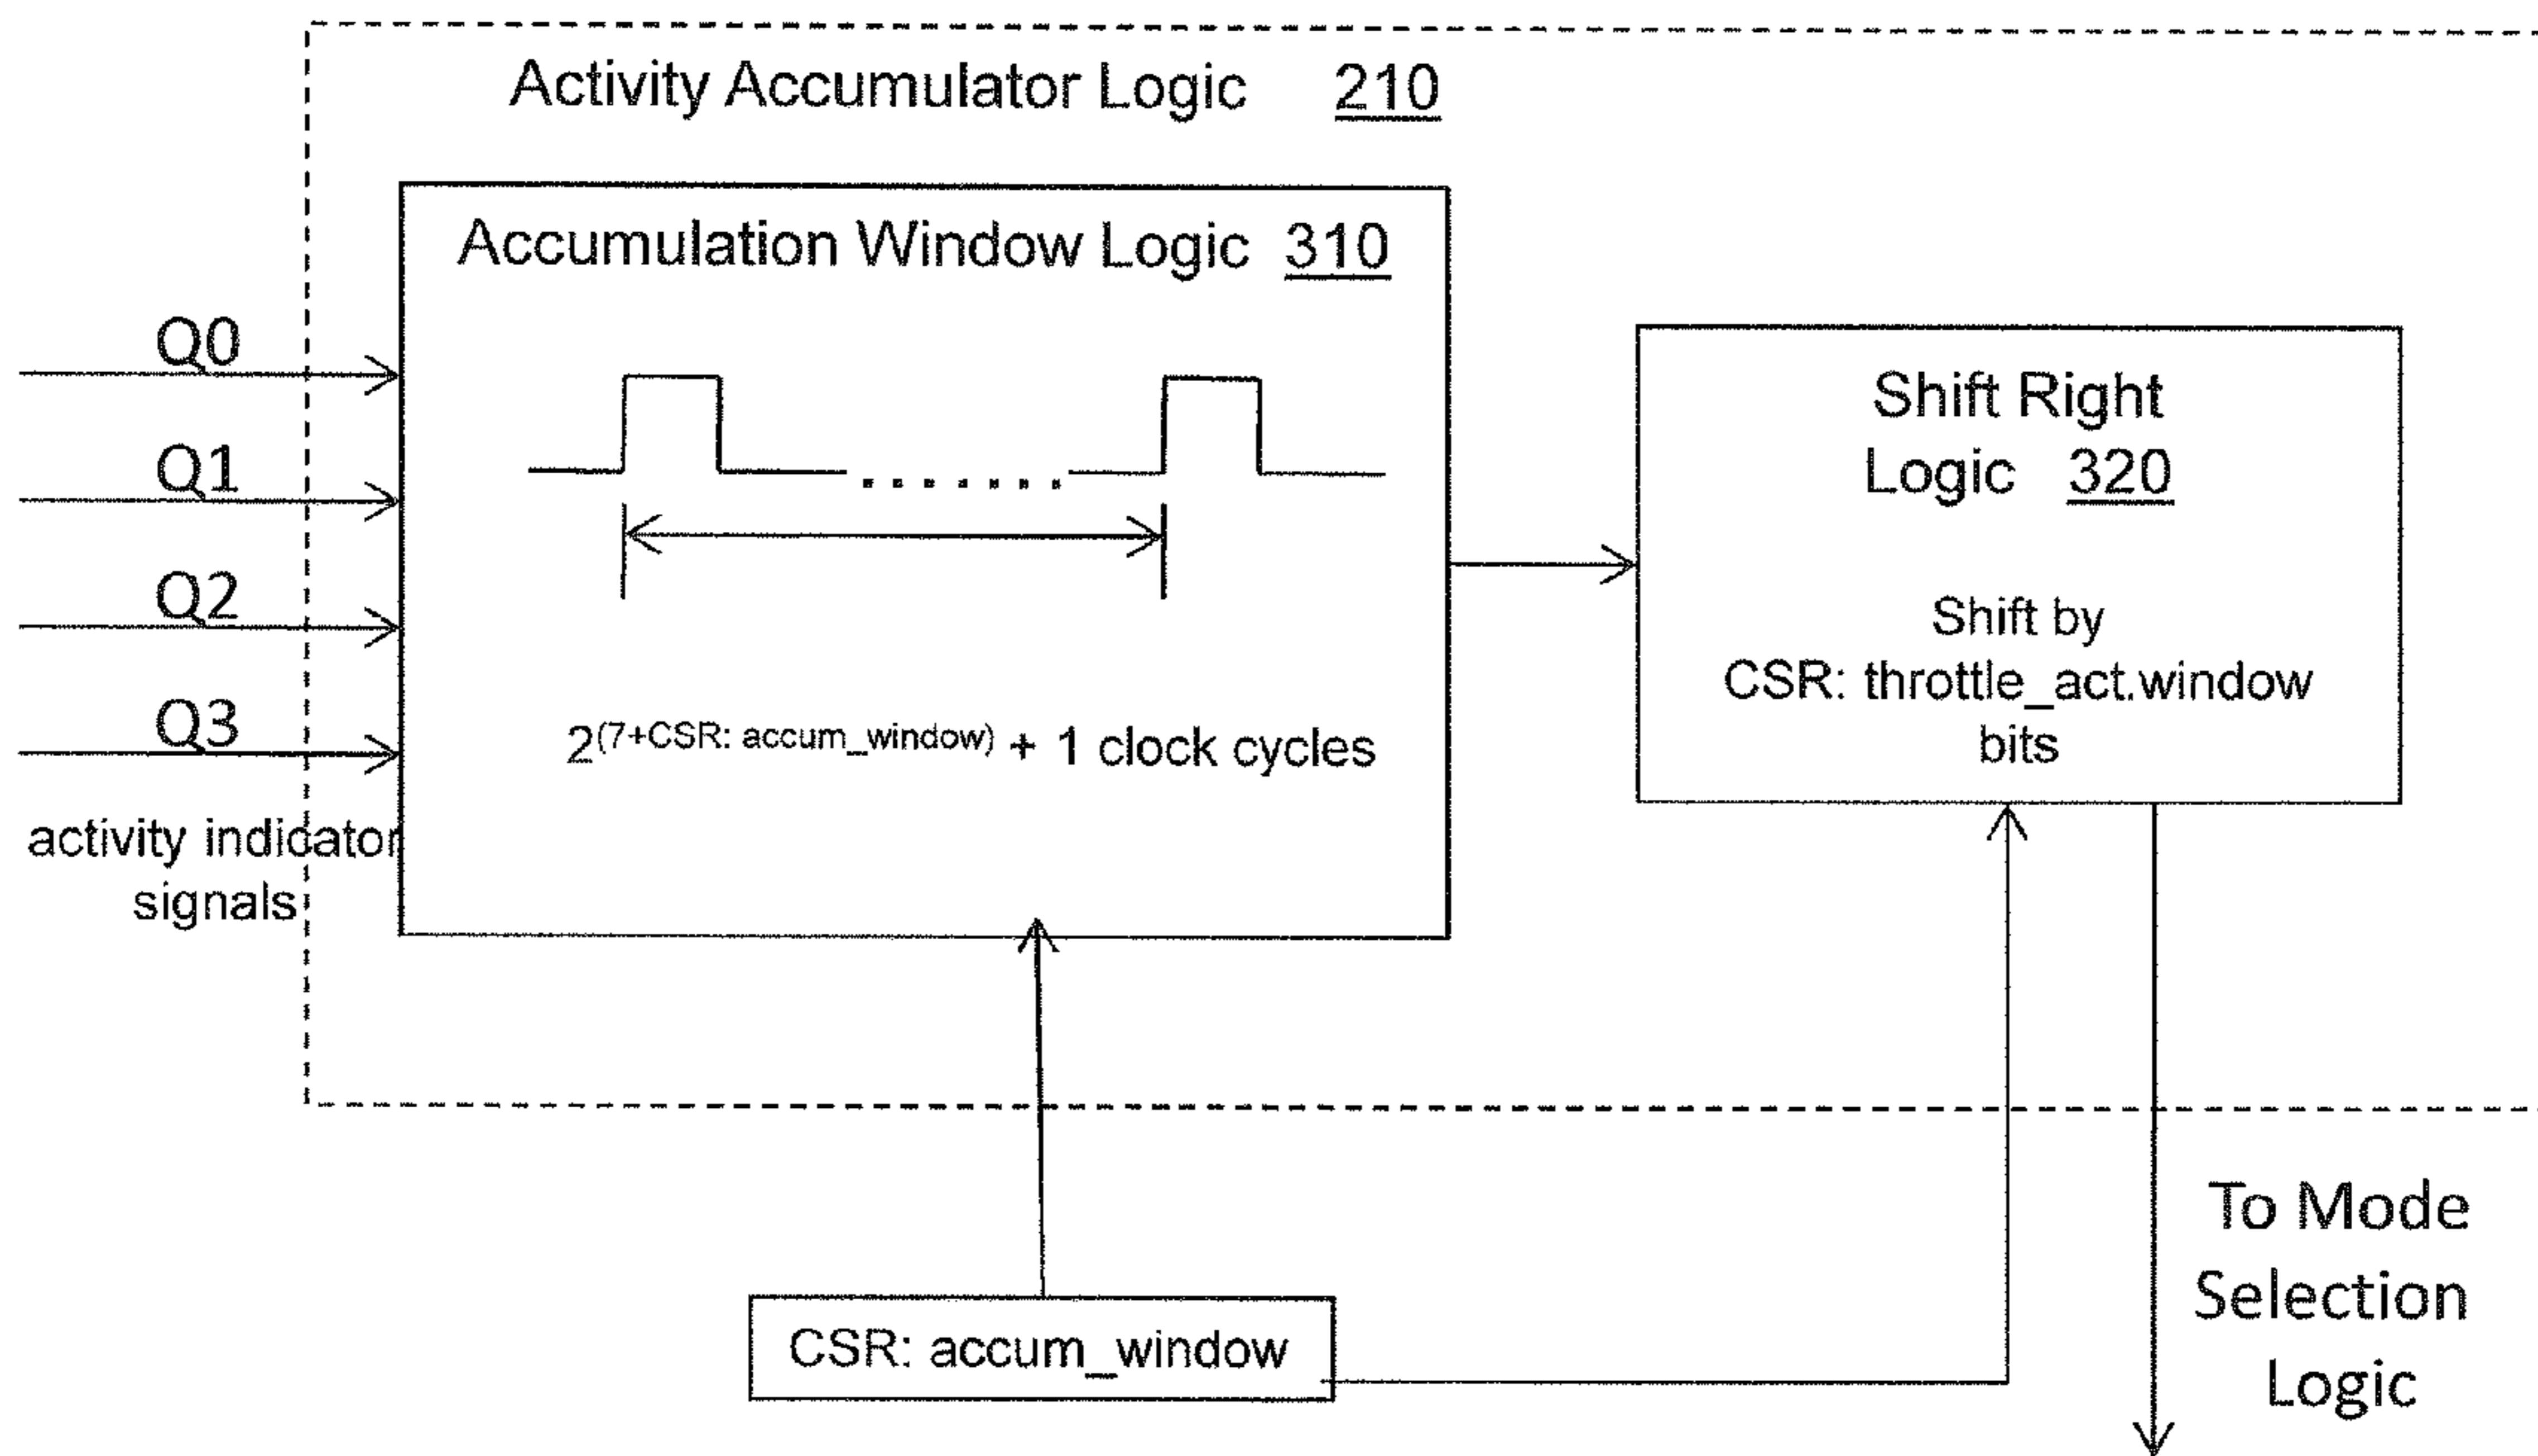 Activity Accumulator Logic 210
Accumulation Window Logic 310
Q0
Q1
Q2
Q3
activity indicator
signals
2^(7+CSR: accum_window) + 1 clock cycles
Shift Right
Logic 320
Shift by
CSR: throttle_act.window
bits
CSR: accum_window
To Mode
Selection
Logic